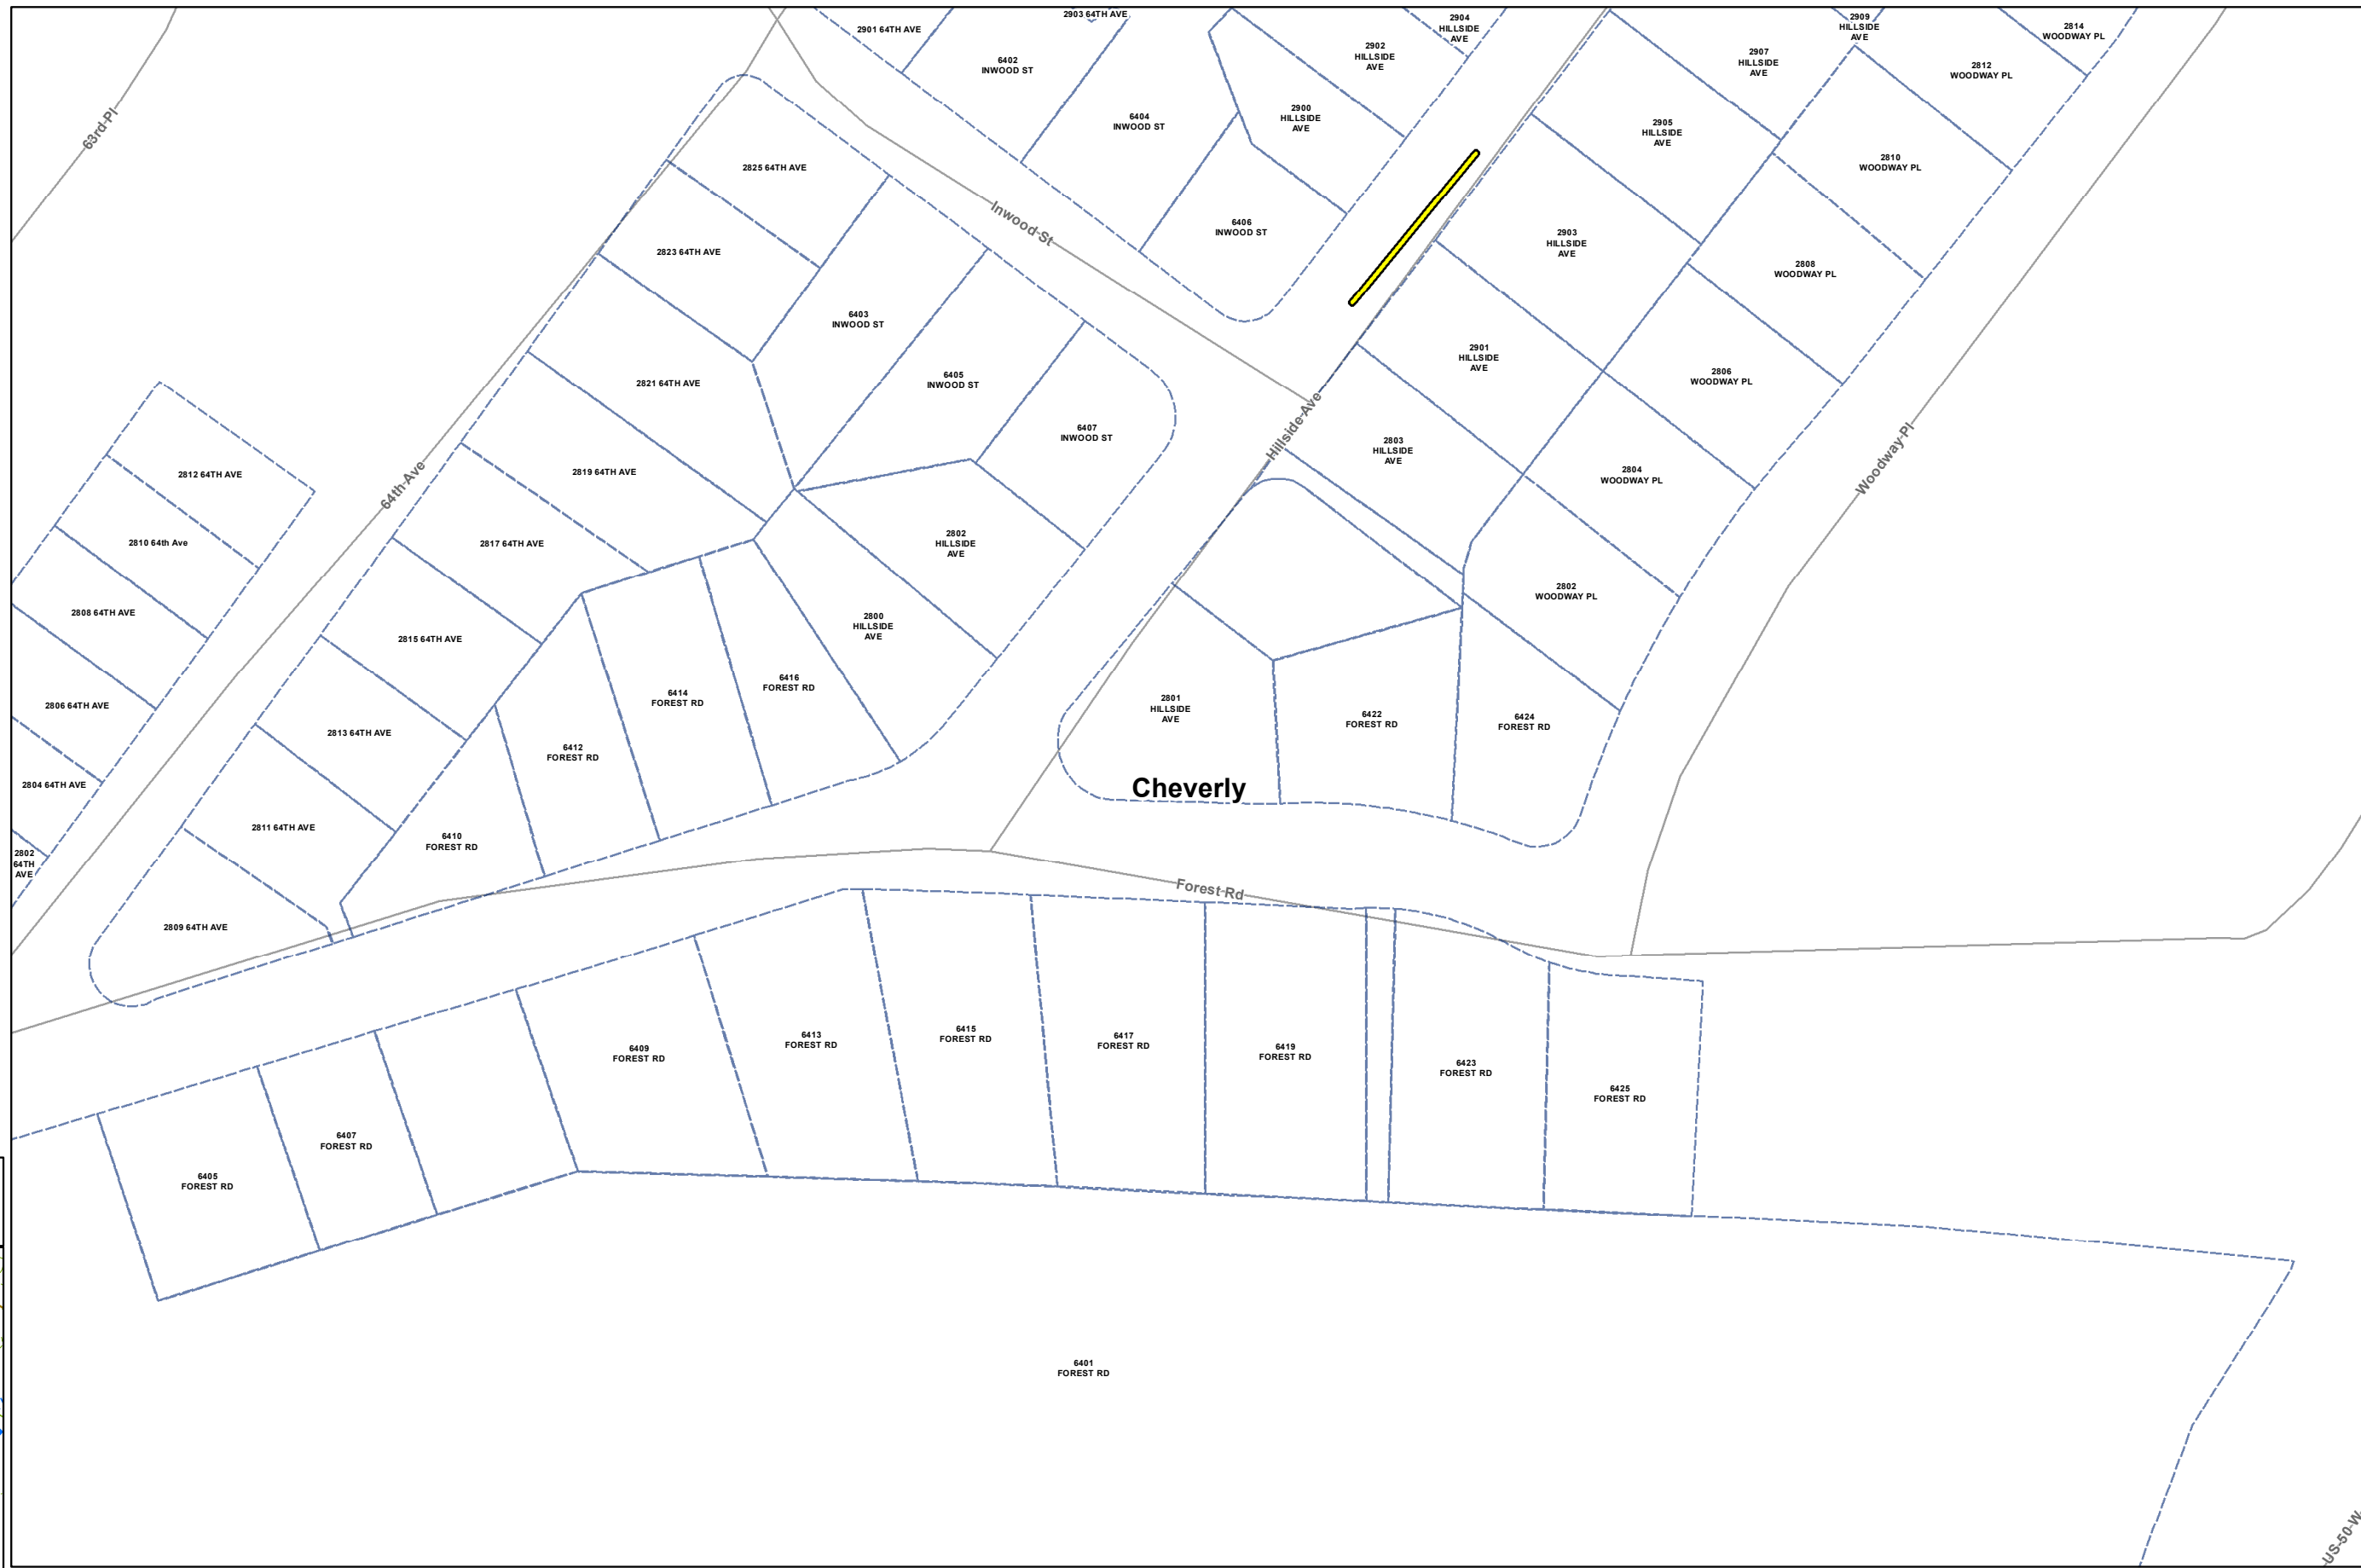 2901 64TH AVE
2903 64TH AVE
6402
INWOOD ST
6404
INWOOD ST
2900
HILLSIDE
AVE
2902
HILLSIDE
AVE
2904
HILLSIDE
AVE
6406
INWOOD ST
2907
HILLSIDE
AVE
2909
HILLSIDE
AVE
2905
HILLSIDE
AVE
2903
HILLSIDE
AVE
2901
HILLSIDE
AVE
2803
HILLSIDE
AVE
2814
WOODWAY PL
2812
WOODWAY PL
2810
WOODWAY PL
2808
WOODWAY PL
2806
WOODWAY PL
2804
WOODWAY PL
2802
WOODWAY PL
63rd Pl
Inwood St
64th Ave
Hillside Ave
Woodway Pl
2825 64TH AVE
2823 64TH AVE
2821 64TH AVE
2819 64TH AVE
2817 64TH AVE
2815 64TH AVE
2813 64TH AVE
2811 64TH AVE
2809 64TH AVE
6403
INWOOD ST
6405
INWOOD ST
6407
INWOOD ST
2802
HILLSIDE
AVE
2800
HILLSIDE
AVE
2812 64TH AVE
2810 64th Ave
2808 64TH AVE
2806 64TH AVE
2804 64TH AVE
2802
64TH
AVE
6410
FOREST RD
6412
FOREST RD
6414
FOREST RD
6416
FOREST RD
2801
HILLSIDE
AVE
6422
FOREST RD
6424
FOREST RD
Cheverly
Forest Rd
6405
FOREST RD
6407
FOREST RD
6409
FOREST RD
6413
FOREST RD
6415
FOREST RD
6417
FOREST RD
6419
FOREST RD
6423
FOREST RD
6425
FOREST RD
6401
FOREST RD
US-50-W